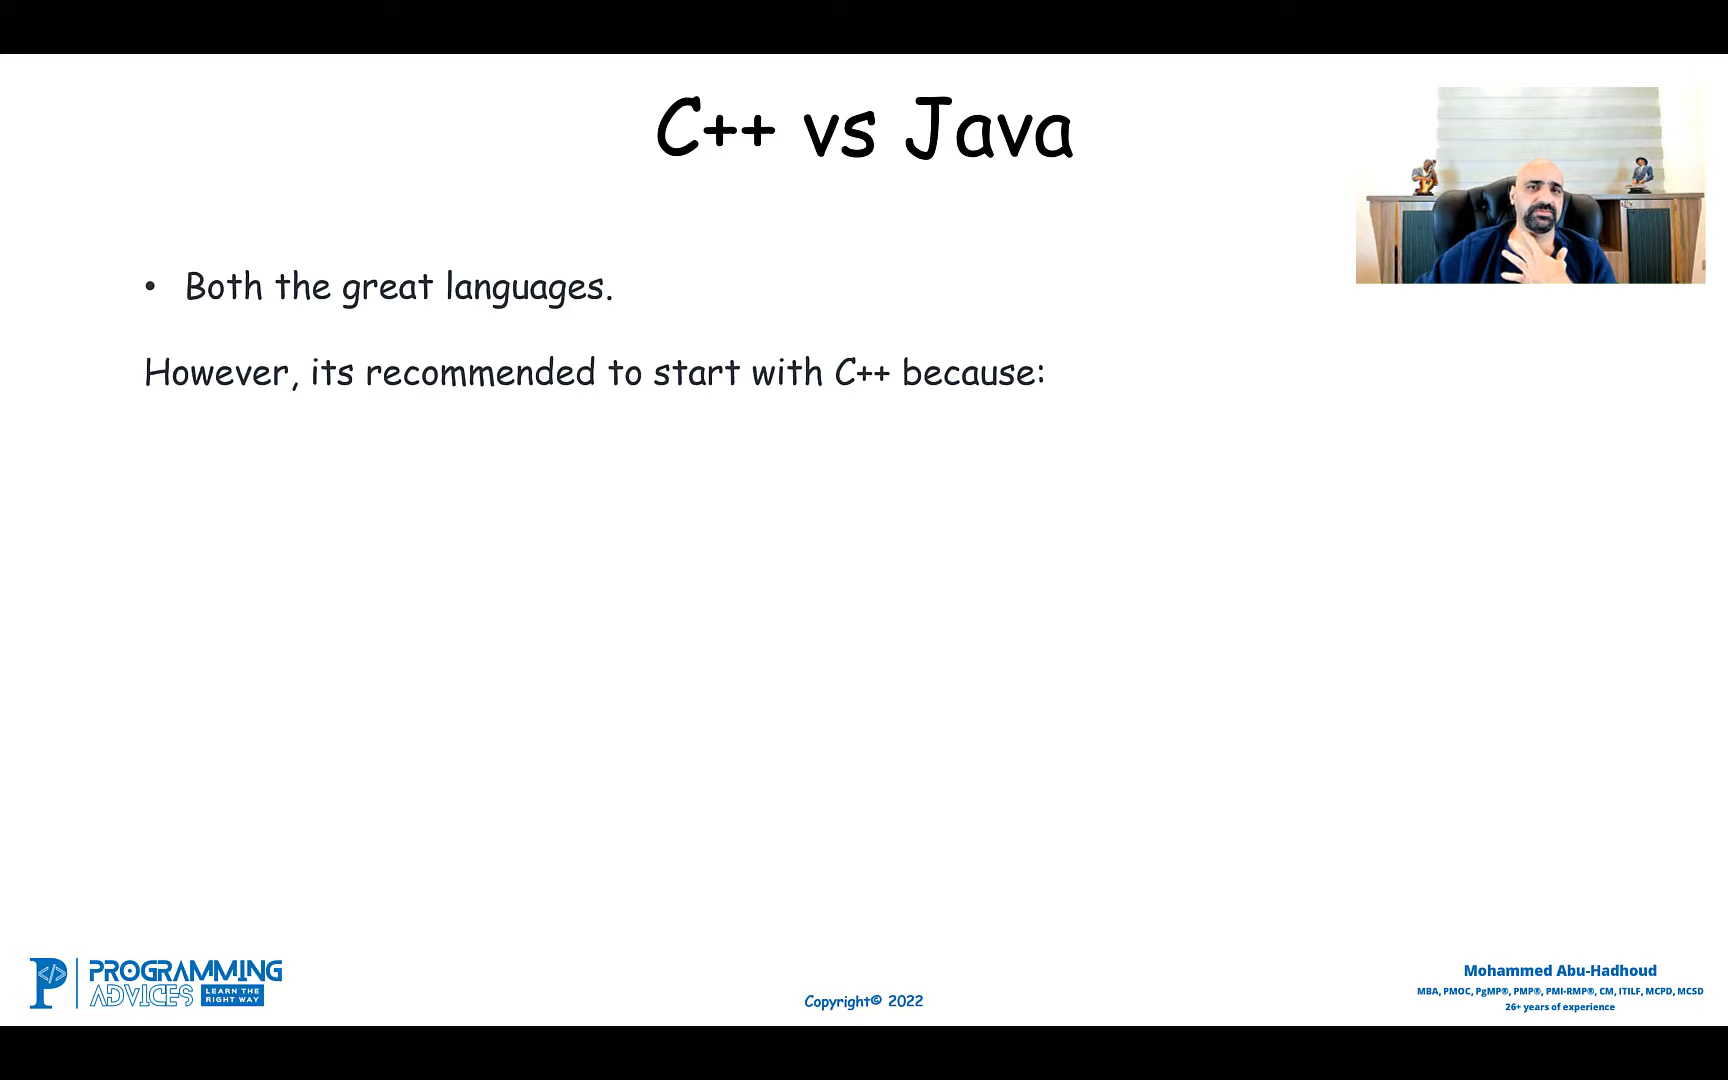 C++ vs Java
• Both the great languages.
However, its recommended to start with C++ because:
P </>
PROGRAMMING
ADVICES
LEARN THE
RIGHT WAY
Copyright© 2022
Mohammed Abu-Hadhoud
MBA, PMOC, PgMP®, PMP®, PMI-RMP®, CM, ITILF, MCPD, MCSD
26+ years of experience